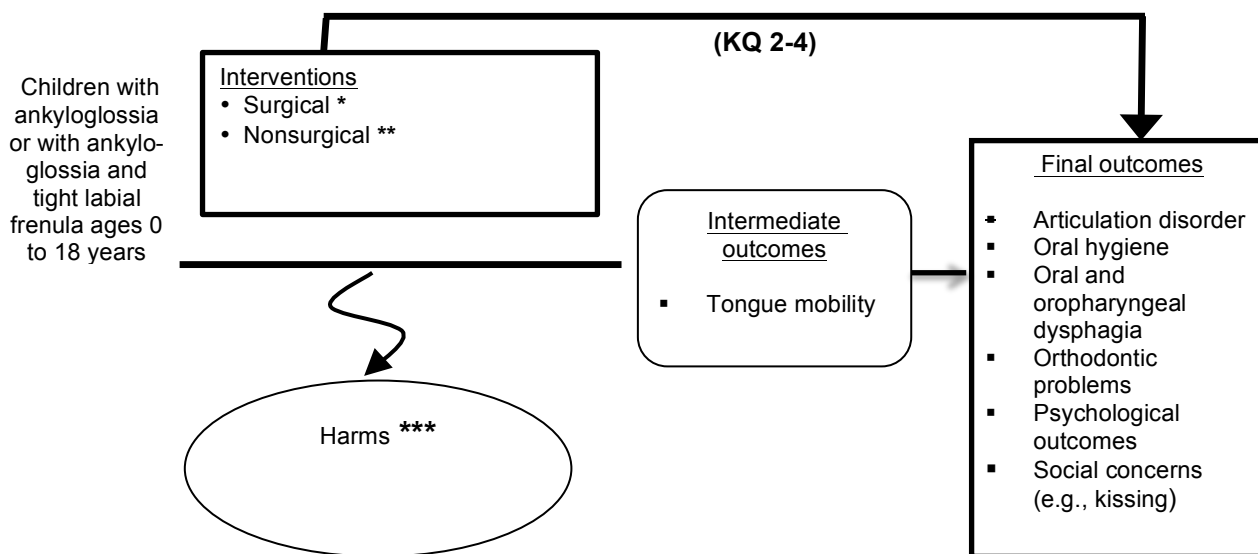 (KQ 2-4)
Children with
ankyloglossia
or with ankylo-
glossia and
tight labial
frenula ages 0
to 18 years
Interventions
• Surgical *
• Nonsurgical **
Harms ***
Intermediate
outcomes
▪ Tongue mobility
Final outcomes
▪ Articulation disorder
▪ Oral hygiene
▪ Oral and
oropharyngeal
dysphagia
▪ Orthodontic
problems
▪ Psychological
outcomes
▪ Social concerns
(e.g., kissing)